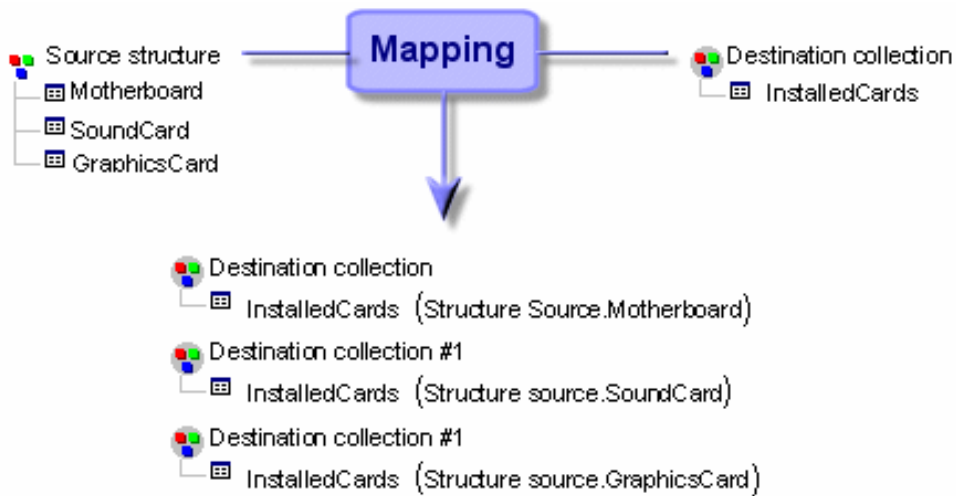 Mapping
Source structure
Motherboard
SoundCard
GraphicsCard
Destination collection
InstalledCards
Destination collection
InstalledCards (Structure Source.Motherboard)
Destination collection #1
InstalledCards (Structure source.SoundCard)
Destination collection #1
InstalledCards (Structure source.GraphicsCard)